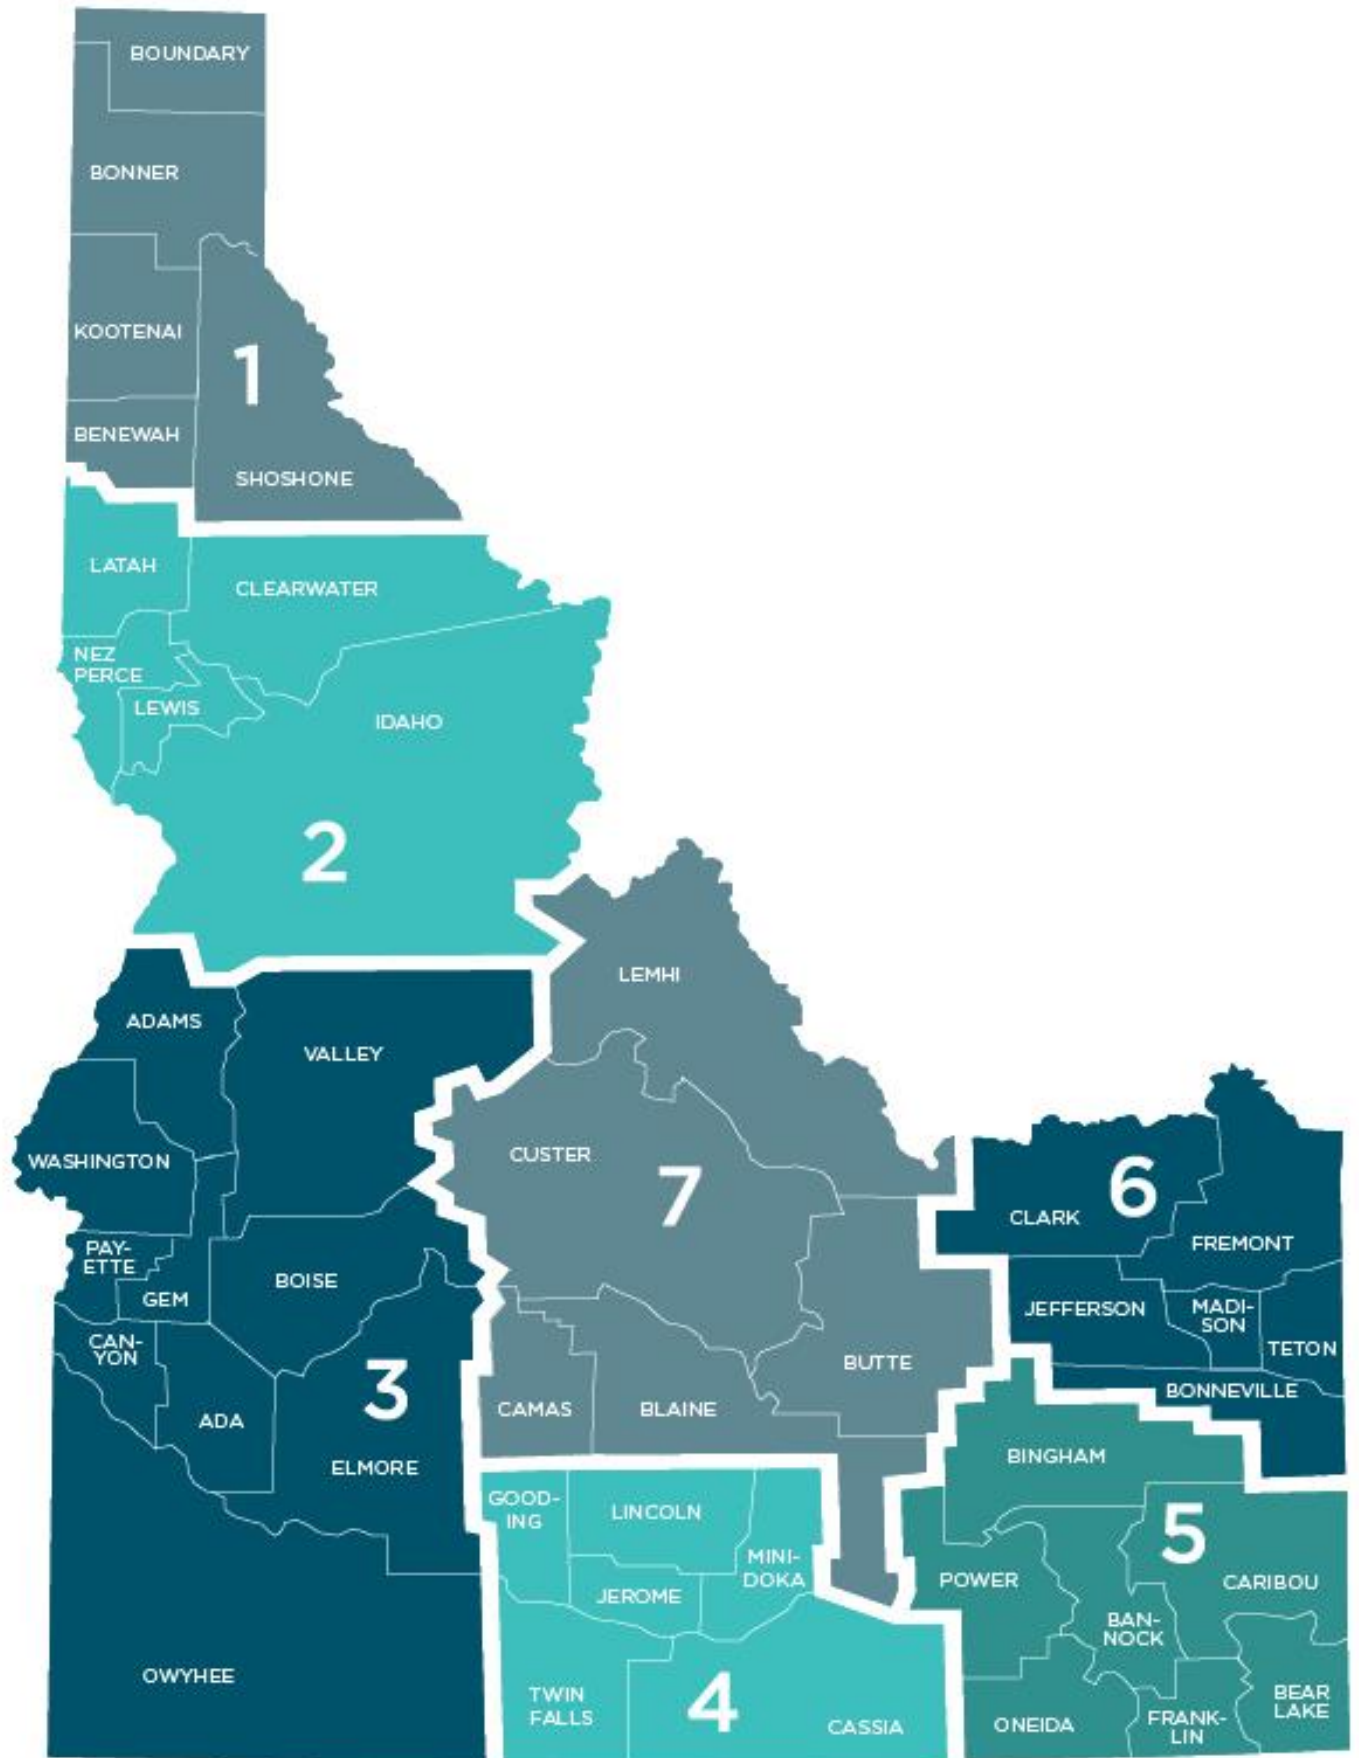 BOUNDARY
BONNER
KOOTENAI
1
BENEWAH
SHOSHONE
LATAH
CLEARWATER
NEZ
PERCE
LEWIS
IDAHO
2
LEMHI
ADAMS
VALLEY
WASHINGTON
CUSTER
7
6
CLARK
FREMONT
PAY-
ETTE
GEM
BOISE
JEFFERSON
MADI-
SON
TETON
CAN-
YON
3
BUTTE
BONNEVILLE
ADA
CAMAS
BLAINE
ELMORE
BINGHAM
GOOD-
ING
LINCOLN
5
MINI-
DOKA
JEROME
POWER
CARIBOU
BAN-
NOCK
OWYHEE
TWIN
FALLS
4
CASSIA
ONEIDA
FRANK-
LIN
BEAR
LAKE